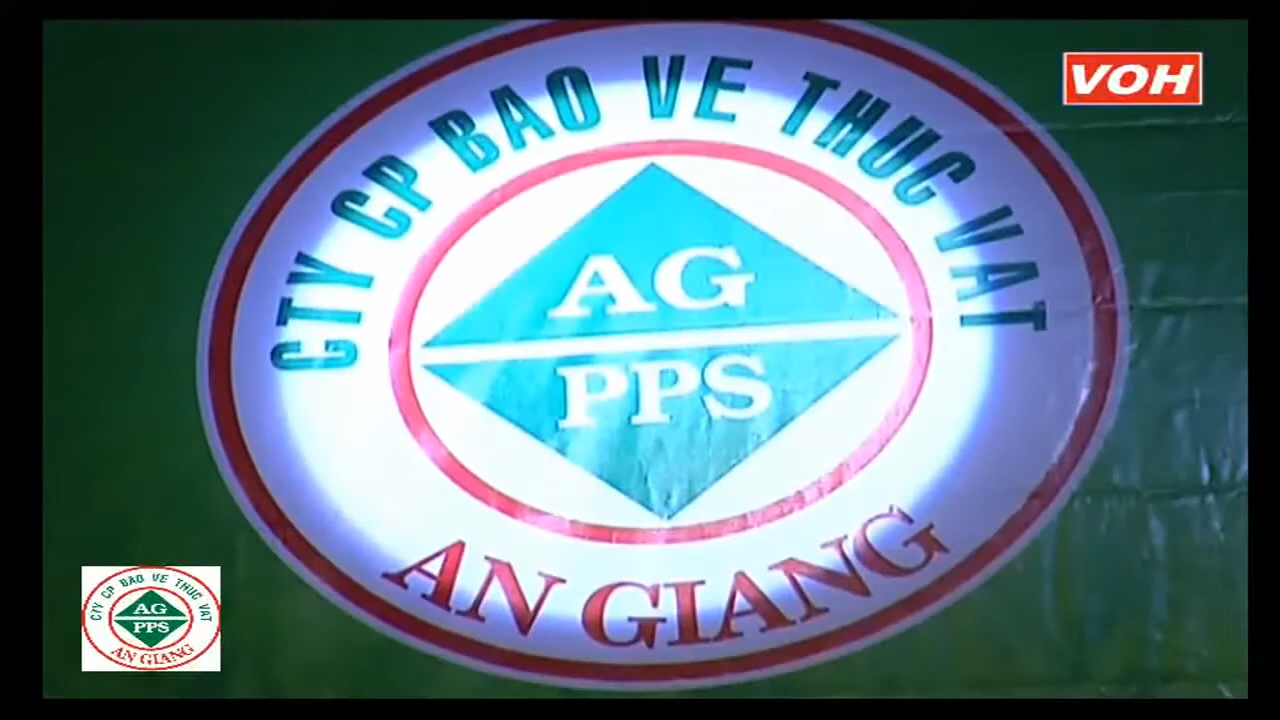 VOH
CTY CP BAO VE THUC VAT
AG
PPS
AN GIANG
CTY CP BAO VE THUC VAT
AG
PPS
AN GIANG